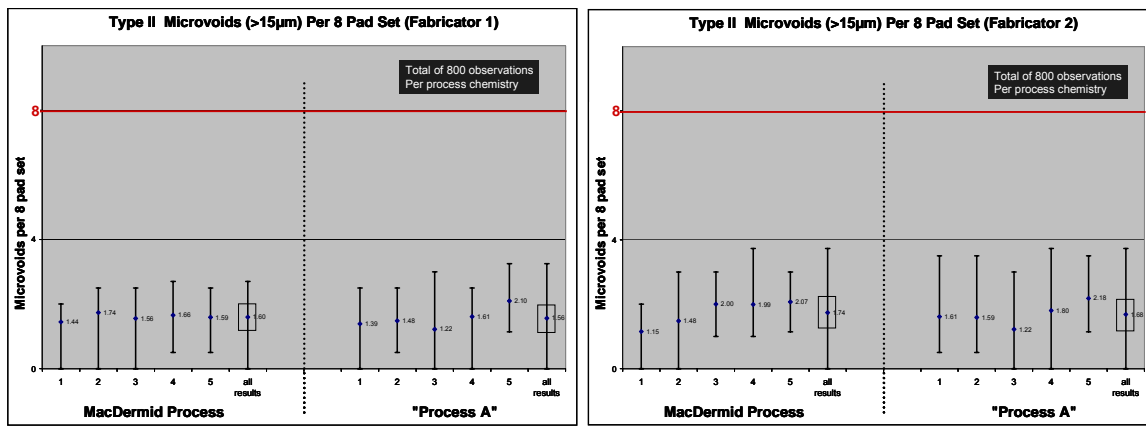 Type II Microvoids (>15µm) Per 8 Pad Set (Fabricator 1)
Total of 800 observations
Per process chemistry
Microvoids per 8 pad set
8
4
0
1.44
1.74
1.56
1.66
1.59
1.60
1.39
1.48
1.22
1.61
2.10
1.56
1 2 3 4 5 all results
1 2 3 4 5 all results
MacDermid Process
"Process A"
Type II Microvoids (>15µm) Per 8 Pad Set (Fabricator 2)
Total of 800 observations
Per process chemistry
Microvoids per 8 pad set
8
4
0
1.15
1.48
2.00
1.99
2.07
1.74
1.61
1.59
1.22
1.80
2.18
1.68
1 2 3 4 5 all results
1 2 3 4 5 all results
MacDermid Process
"Process A"